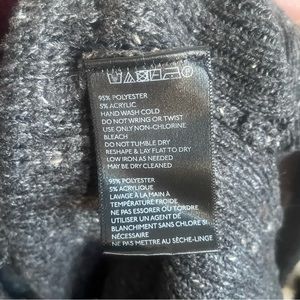 95% POLYESTER
5% ACRYLIC
HAND WASH COLD
DO NOT WRING OR TWIST
USE ONLY NON-CHLORINE
BLEACH
DO NOT TUMBLE DRY
RESHAPE & LAY FLAT TO DRY
LOW IRON AS NEEDED
MAY BE DRY CLEANED
95% POLYESTER
5% ACRYLIQUE
LAVAGE À LA MAIN À
TEMPÉRATURE FROIDE
NE PAS ESSORER OU TORDRE
UTILISER UN AGENT DE
BLANCHIMENT SANS CHLORE SI
NÉCESSAIRE
NE PAS METTRE AU SÈCHE-LINGE